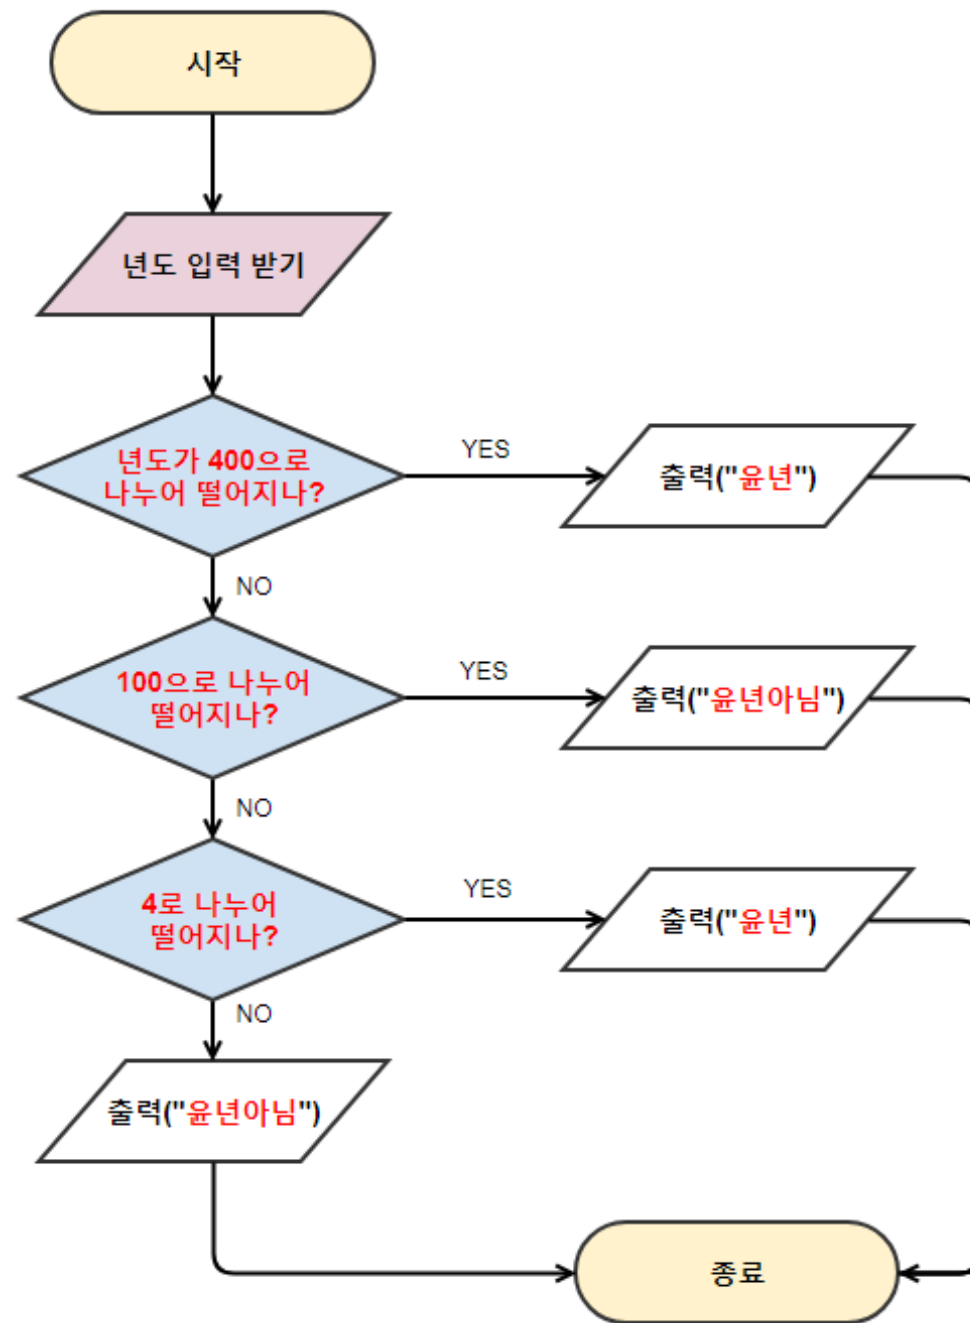 시작
년도 입력 받기
년도가 400으로
나누어 떨어지나?
YES
출력("윤년")
NO
100으로 나누어
떨어지나?
YES
출력("윤년아님")
NO
4로 나누어
떨어지나?
YES
출력("윤년")
NO
출력("윤년아님")
종료